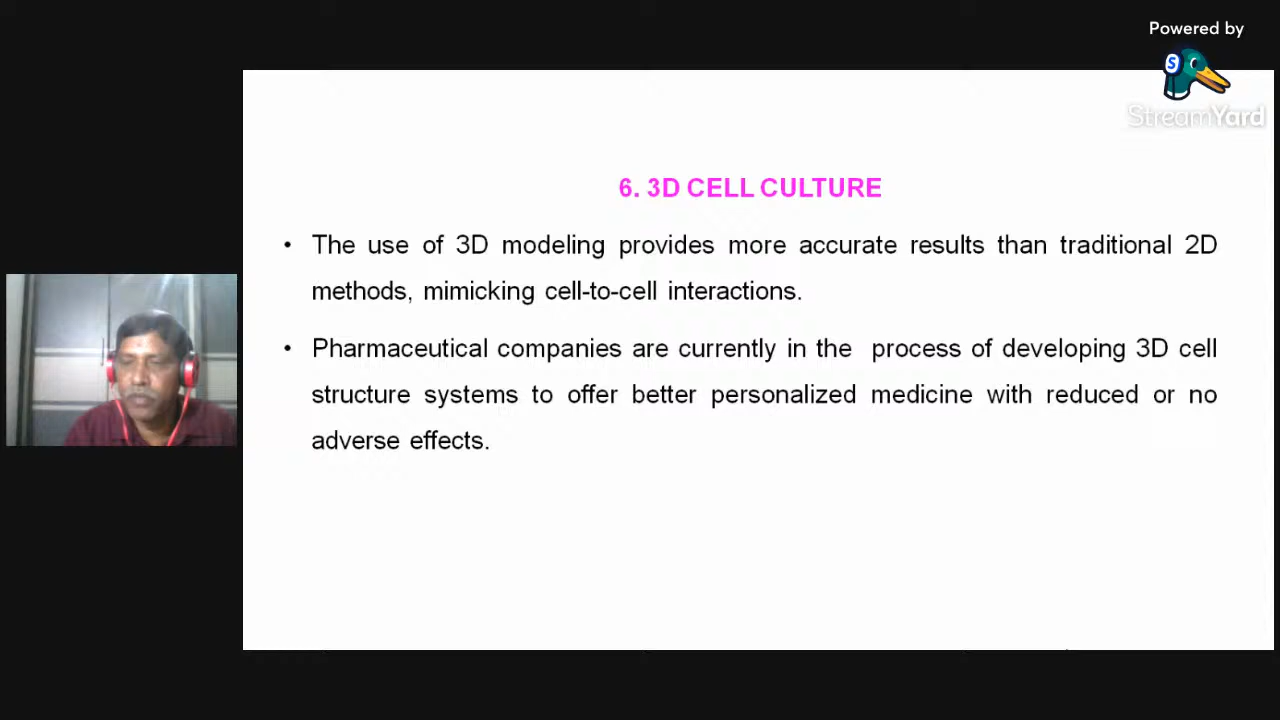 Powered by
S
StreamYard
6. 3D CELL CULTURE
• The use of 3D modeling provides more accurate results than traditional 2D
methods, mimicking cell-to-cell interactions.
• Pharmaceutical companies are currently in the process of developing 3D cell
structure systems to offer better personalized medicine with reduced or no
adverse effects.